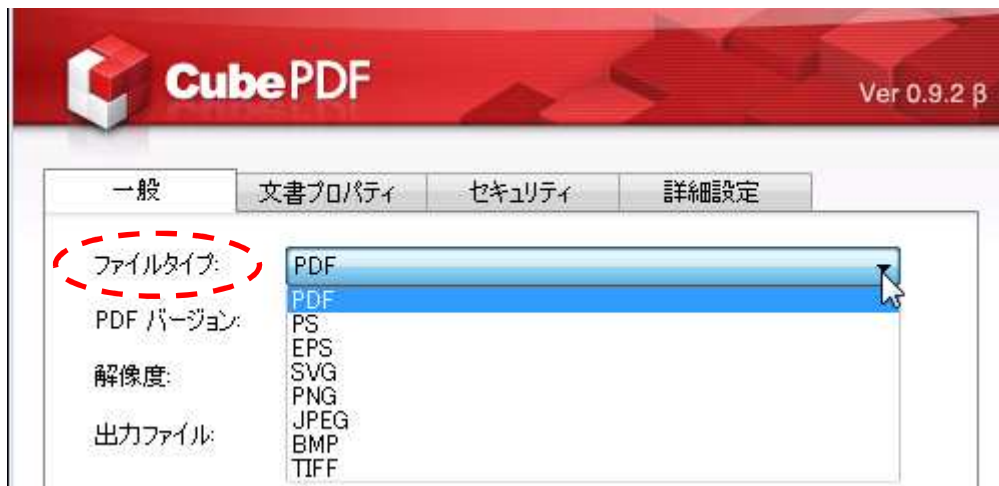 CubePDF
Ver 0.9.2 β
一般 文書プロパティ セキュリティ 詳細設定
ファイルタイプ: PDF
PDF
PDF バージョン:
PS
EPS
解像度:
SVG
PNG
出力ファイル:
JPEG
BMP
TIFF